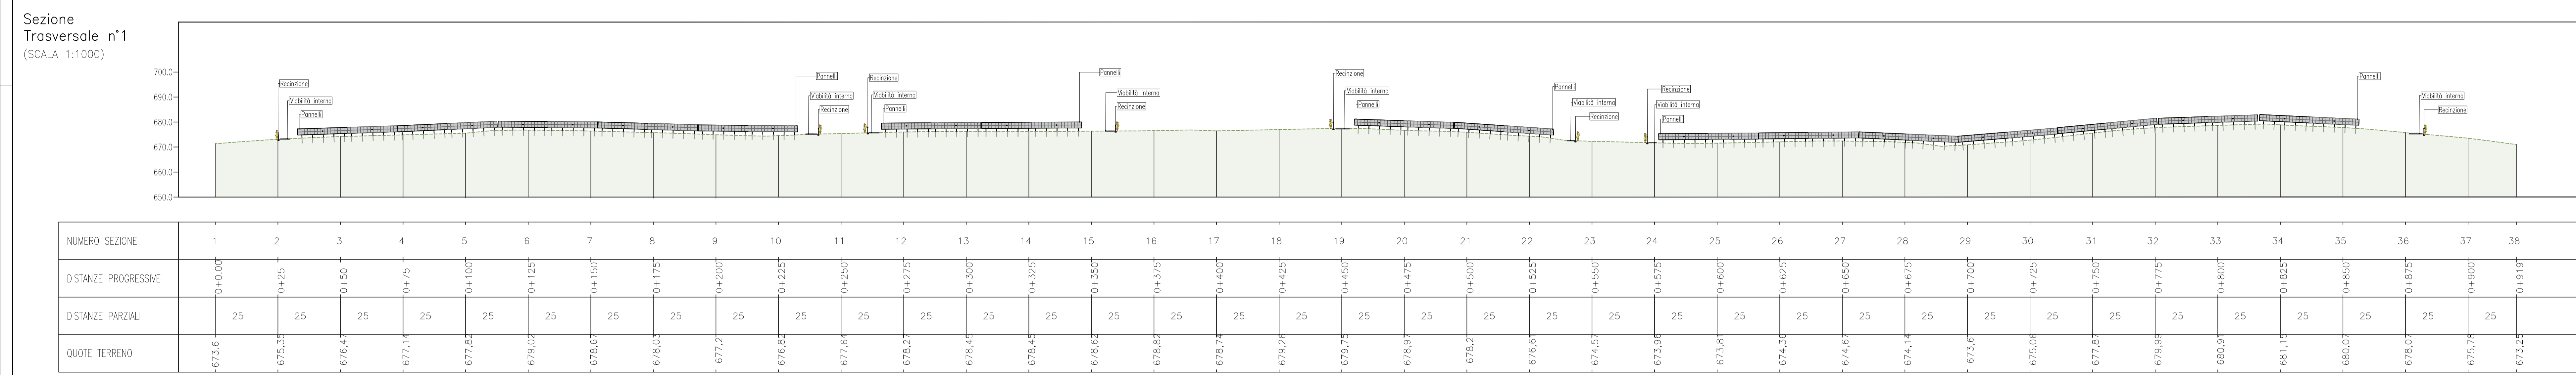 Sezione
Trasversale n°1
(SCALA 1:1000)
700.0
690.0
680.0
670.0
660.0
650.0
Recinzione
Viabilità interna
Pannelli
Pannelli
Viabilità interna
Recinzione
Recinzione
Viabilità interna
Pannelli
Pannelli
Viabilità interna
Recinzione
Recinzione
Viabilità interna
Pannelli
Pannelli
Viabilità interna
Recinzione
Recinzione
Viabilità interna
Pannelli
Pannelli
Viabilità interna
Recinzione
NUMERO SEZIONE 1 2 3 4 5 6 7 8 9 10 11 12 13 14 15 16 17 18 19 20 21 22 23 24 25 26 27 28 29 30 31 32 33 34 35 36 37 38
DISTANZE PROGRESSIVE 0+0.00 0+25 0+50 0+75 0+100 0+125 0+150 0+175 0+200 0+225 0+250 0+275 0+300 0+325 0+350 0+375 0+400 0+425 0+450 0+475 0+500 0+525 0+550 0+575 0+600 0+625 0+650 0+675 0+700 0+725 0+750 0+775 0+800 0+825 0+850 0+875 0+900 0+919
DISTANZE PARZIALI 25 25 25 25 25 25 25 25 25 25 25 25 25 25 25 25 25 25 25 25 25 25 25 25 25 25 25 25 25 25 25 25 25 25 25 25 25
QUOTE TERRENO 673.6 675,35 676,47 677,14 677,82 679,02 678,67 678,03 677,2 676,82 677,64 678,27 678,45 678,45 678,62 678,82 678,74 679,26 679,75 678,97 678,2 676,61 674,57 673,96 673,81 674,36 674,67 674,14 673,6 675,06 677,87 679,99 680,91 681,15 680,07 678,07 675,78 673,25